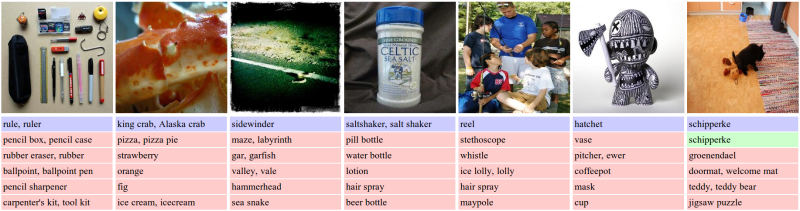 FINE GROUND
CELTIC
SEA SALT
rule, ruler
king crab, Alaska crab
sidewinder
saltshaker, salt shaker
reel
hatchet
schipperke
pencil box, pencil case
pizza, pizza pie
maze, labyrinth
pill bottle
stethoscope
vase
schipperke
rubber eraser, rubber
strawberry
gar, garfish
water bottle
whistle
pitcher, ewer
groenendael
ballpoint, ballpoint pen
orange
valley, vale
lotion
ice lolly, lolly
coffeepot
doormat, welcome mat
pencil sharpener
fig
hammerhead
hair spray
hair spray
mask
teddy, teddy bear
carpenter's kit, tool kit
ice cream, icecream
sea snake
beer bottle
maypole
cup
jigsaw puzzle